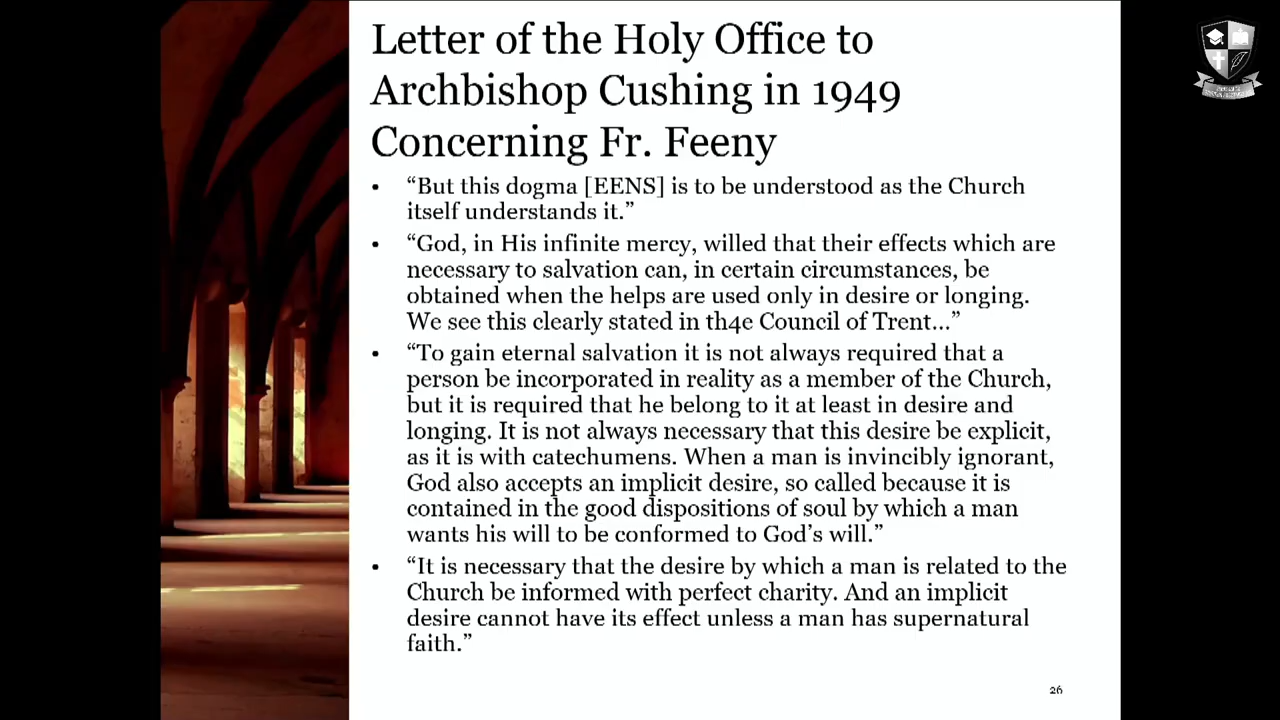 Letter of the Holy Office to
Archbishop Cushing in 1949
Concerning Fr. Feeny
• “But this dogma [EENS] is to be understood as the Church
itself understands it.”
• “God, in His infinite mercy, willed that their effects which are
necessary to salvation can, in certain circumstances, be
obtained when the helps are used only in desire or longing.
We see this clearly stated in th4e Council of Trent...”
• “To gain eternal salvation it is not always required that a
person be incorporated in reality as a member of the Church,
but it is required that he belong to it at least in desire and
longing. It is not always necessary that this desire be explicit,
as it is with catechumens. When a man is invincibly ignorant,
God also accepts an implicit desire, so called because it is
contained in the good dispositions of soul by which a man
wants his will to be conformed to God’s will.”
• “It is necessary that the desire by which a man is related to the
Church be informed with perfect charity. And an implicit
desire cannot have its effect unless a man has supernatural
faith.”
26